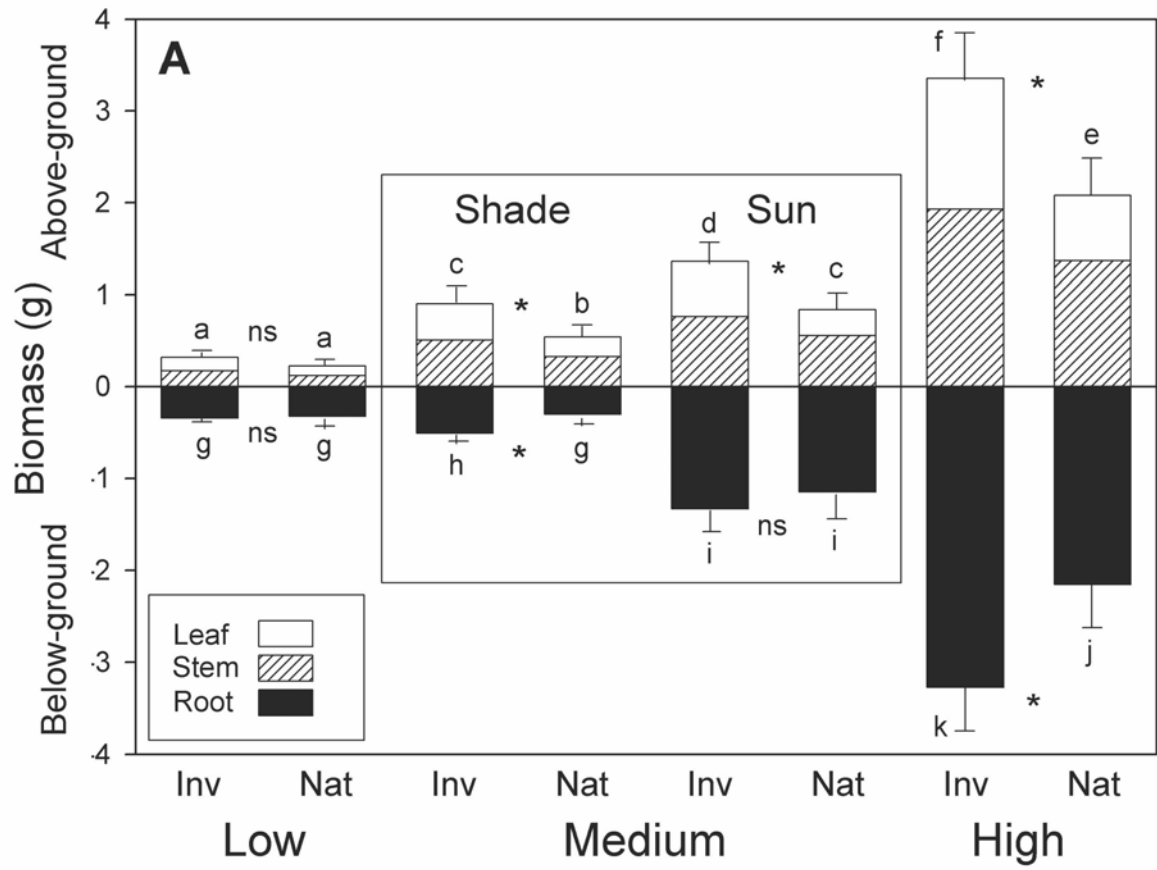 A
Above-ground
Biomass (g)
Below-ground
4
3
2
1
0
-1
-2
-3
-4
Shade
Sun
a
ns
a
c
*
b
d
*
c
f
*
e
g
ns
g
h
*
g
i
ns
i
k
*
j
Leaf
Stem
Root
Inv
Nat
Inv
Nat
Inv
Nat
Inv
Nat
Low
Medium
High